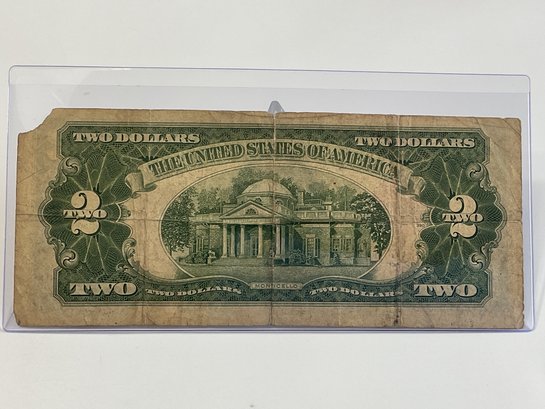 TWO DOLLARS
TWO DOLLARS
THE UNITED STATES OF AMERICA
2
TWO
2
TWO
MONTICELLO
TWO
TWO DOLLARS
TWO DOLLARS
TWO